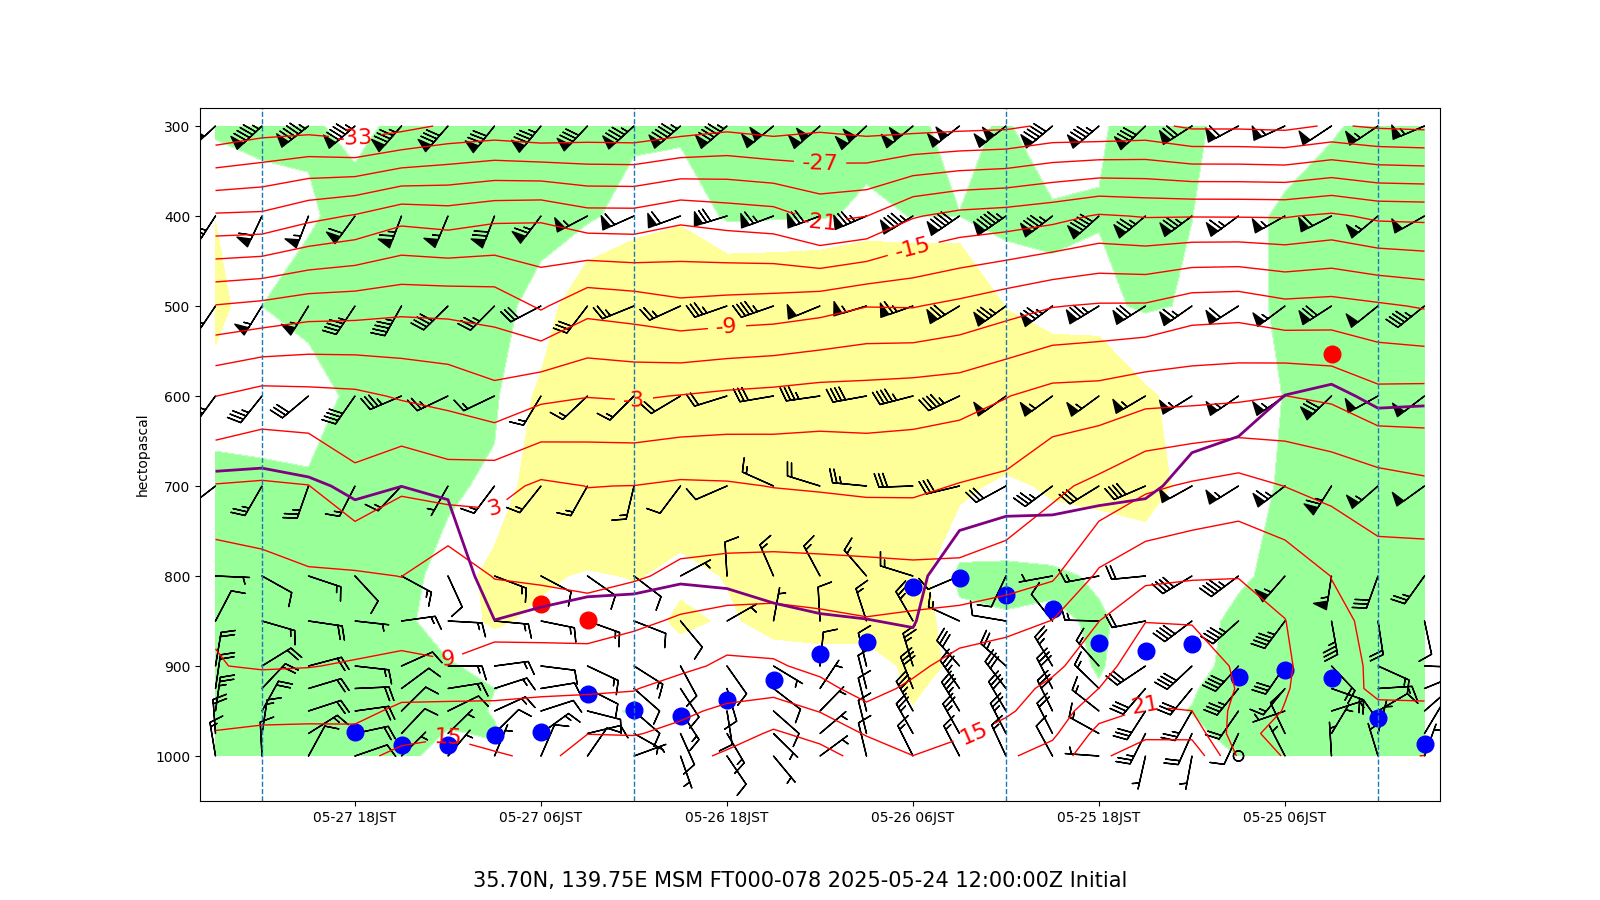 300
400
500
600
700
800
900
1000
hectopascal
-33
-27
21
-15
-9
-3
3
9
15
15
21
05-27 18JST
05-27 06JST
05-26 18JST
05-26 06JST
05-25 18JST
05-25 06JST
35.70N, 139.75E MSM FT000-078 2025-05-24 12:00:00Z Initial